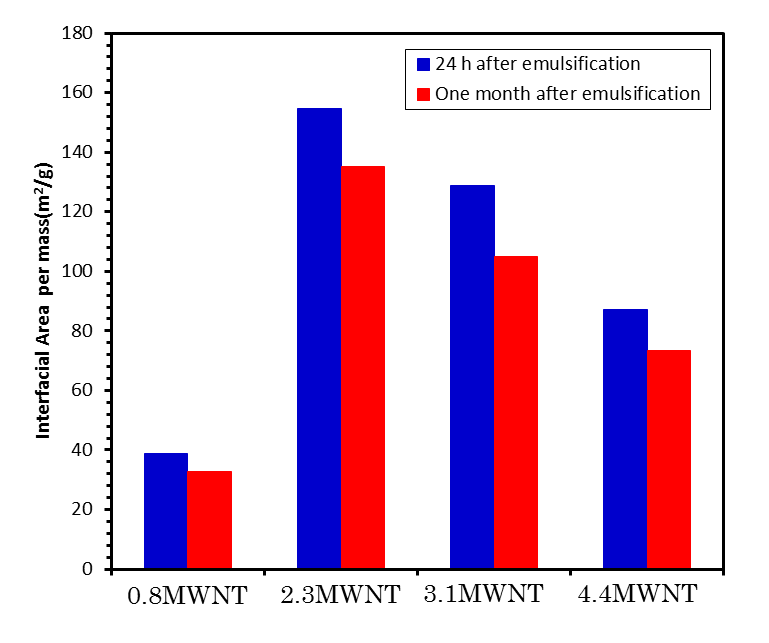 180
160
140
120
100
80
60
40
20
0
Interfacial Area per mass(m²/g)
24 h after emulsification
One month after emulsification
0.8MWNT 2.3MWNT 3.1MWNT 4.4MWNT